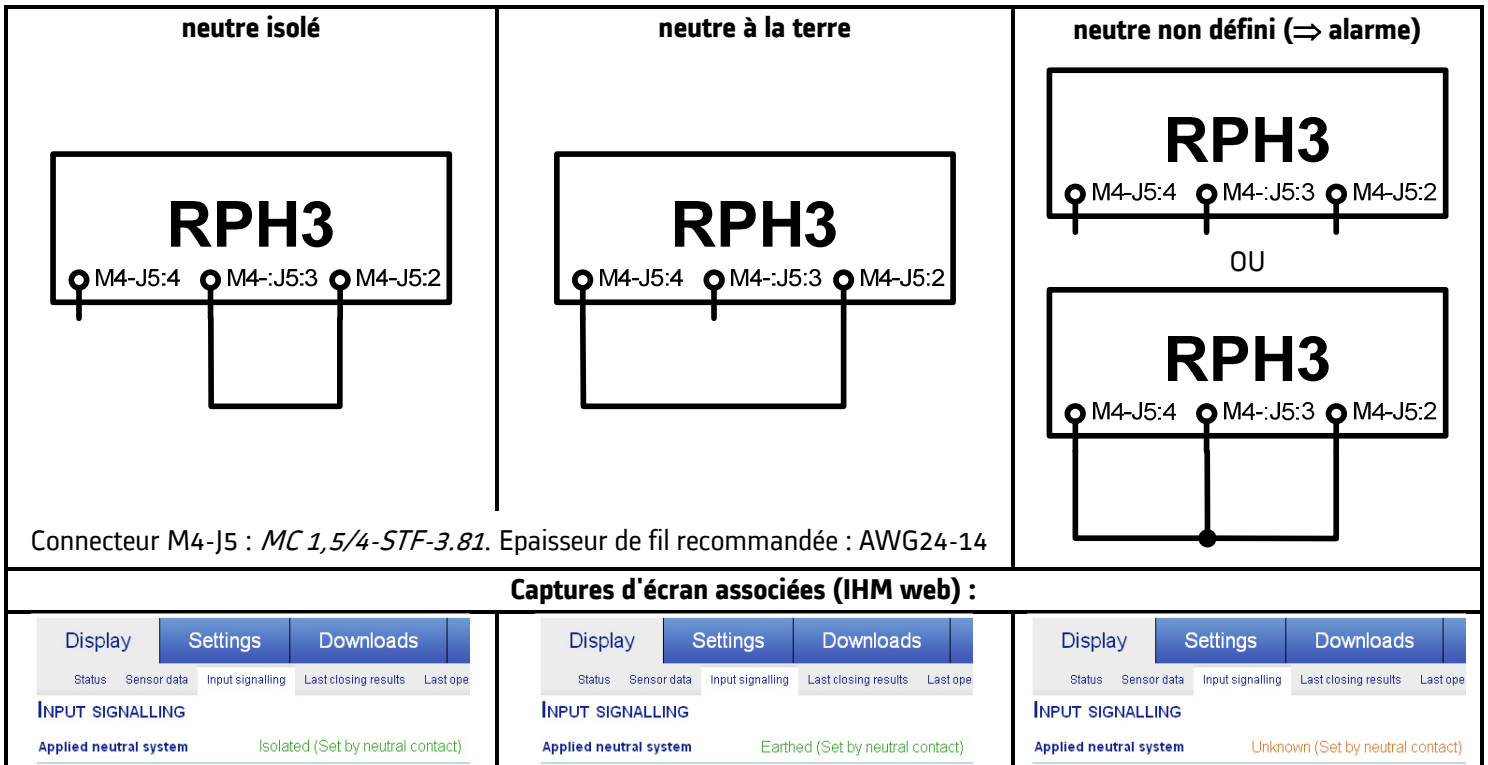 neutre isolé
neutre à la terre
neutre non défini (⇒ alarme)
RPH3
M4-J5:4 M4-:J5:3 M4-J5:2
RPH3
M4-J5:4 M4-:J5:3 M4-J5:2
RPH3
M4-J5:4 M4-:J5:3 M4-J5:2
OU
RPH3
M4-J5:4 M4-:J5:3 M4-J5:2
Connecteur M4-J5 : MC 1,5/4-STF-3.81. Epaisseur de fil recommandée : AWG24-14
Captures d'écran associées (IHM web) :
Display Settings Downloads
Status Sensor data Input signalling Last closing results Last ope
INPUT SIGNALLING
Applied neutral system Isolated (Set by neutral contact)
Display Settings Downloads
Status Sensor data Input signalling Last closing results Last ope
INPUT SIGNALLING
Applied neutral system Earthed (Set by neutral contact)
Display Settings Downloads
Status Sensor data Input signalling Last closing results Last ope
INPUT SIGNALLING
Applied neutral system Unknown (Set by neutral contact)